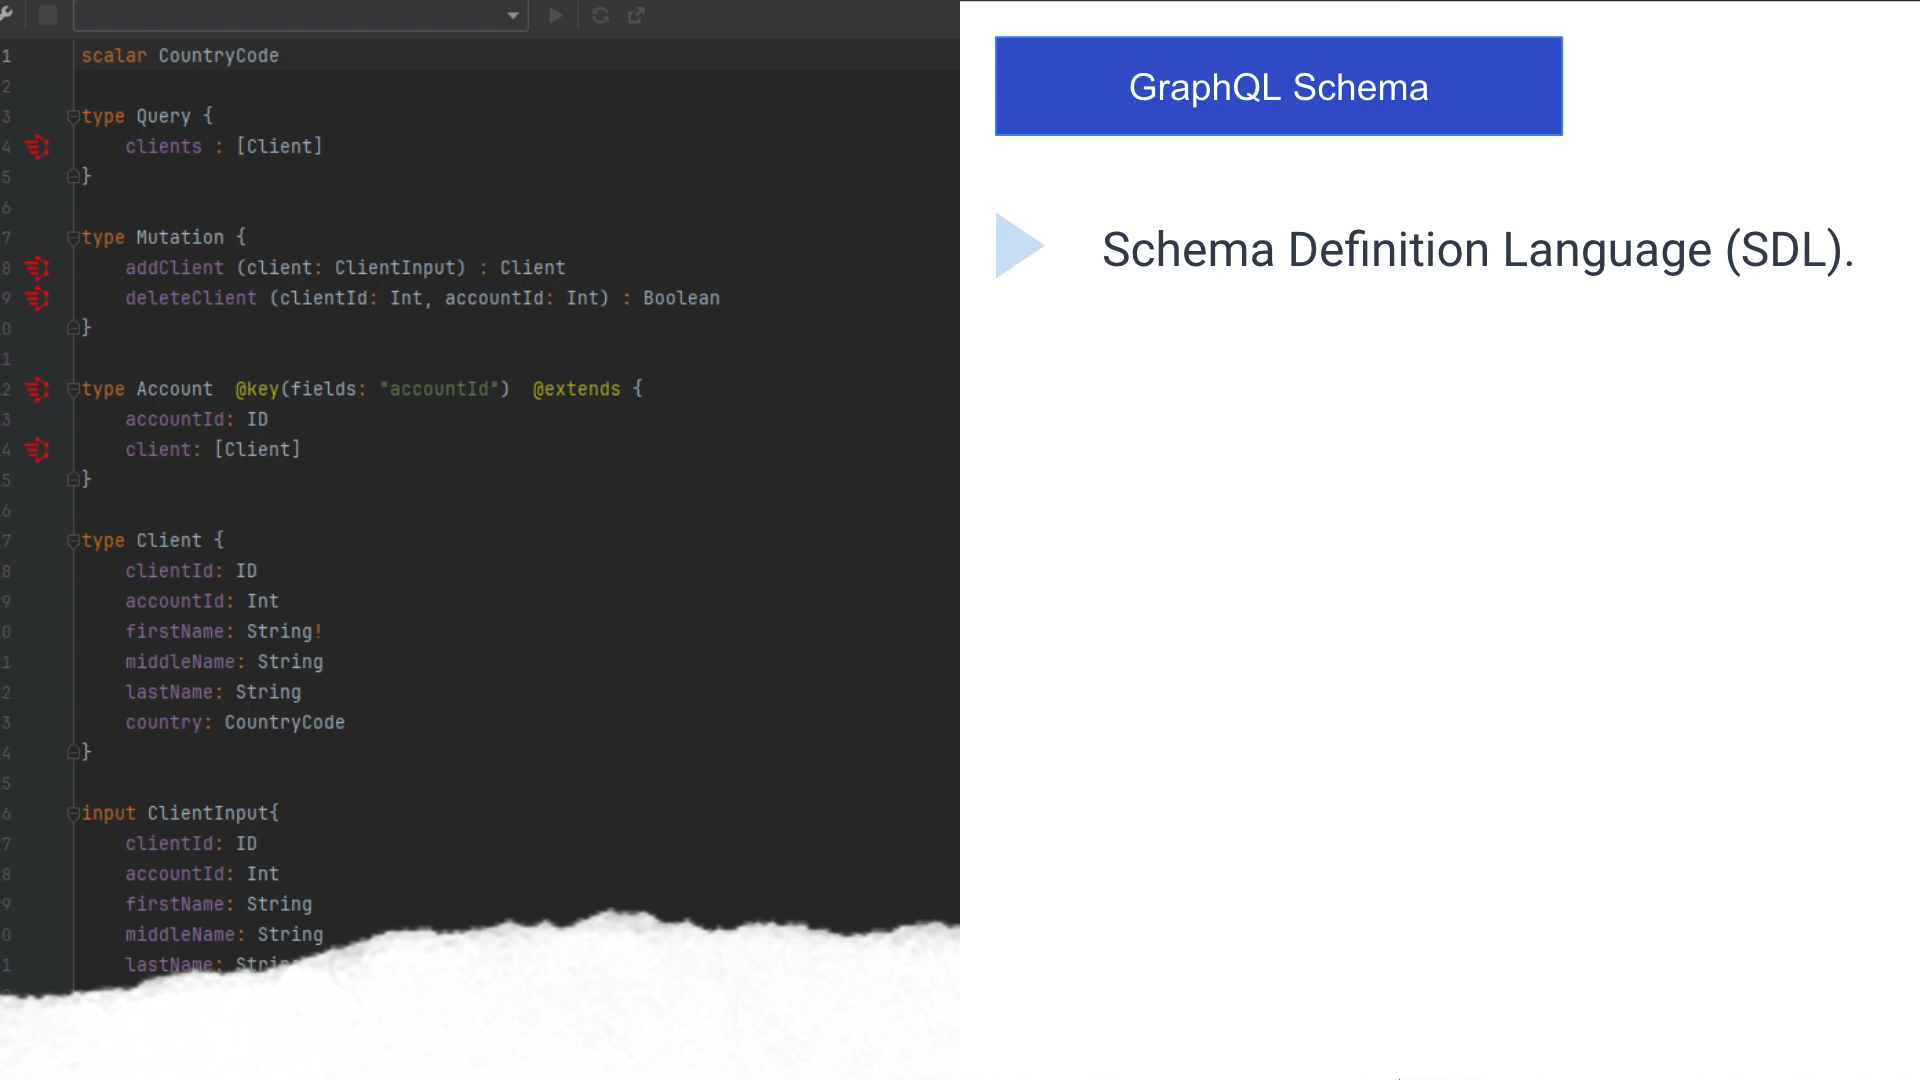 scalar CountryCode
type Query {
clients : [Client]
}
type Mutation {
addClient (client: ClientInput) : Client
deleteClient (clientId: Int, accountId: Int) : Boolean
}
type Account @key(fields: "accountId") @extends {
accountId: ID
client: [Client]
}
type Client {
clientId: ID
accountId: Int
firstName: String!
middleName: String
lastName: String
country: CountryCode
}
input ClientInput{
clientId: ID
accountId: Int
firstName: String
middleName: String
lastName:
GraphQL Schema
Schema Definition Language (SDL).